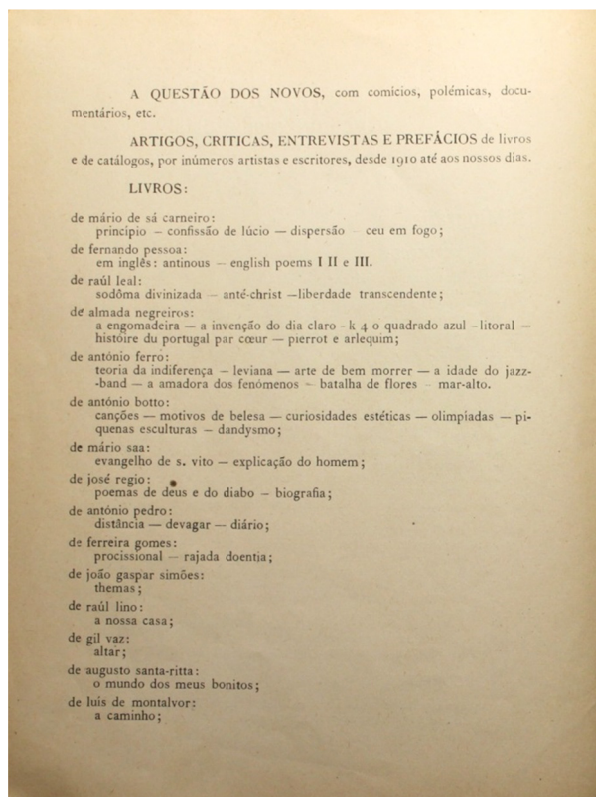 A QUESTÃO DOS NOVOS, com comícios, polémicas, docu-
mentários, etc.
ARTIGOS, CRITICAS, ENTREVISTAS E PREFÁCIOS de livros
e de catálogos, por inúmeros artistas e escritores, desde 1910 até aos nossos dias.
LIVROS:
de mário de sá carneiro:
princípio – confissão de lúcio — dispersão – ceu em fogo;
de fernando pessoa:
em inglês: antinous – english poems I II e III.
de raúl leal:
sodôma divinizada – anté-christ —liberdade transcendente;
de almada negreiros:
a engomadeira — a invenção do dia claro - k 4 o quadrado azul - litoral –
histoire du portugal par cœur — pierrot e arlequim;
de antónio ferro:
teoria da indiferença – leviana — arte de bem morrer — a idade do jazz-
-band — a amadora dos fenómenos – batalha de flores – mar-alto.
de antónio botto:
canções — motivos de belesa — curiosidades estéticas — olimpíadas — pi-
quenas esculturas – dandysmo;
de mário saa:
evangelho de s. vito — explicação do homem;
de josé regio:
poemas de deus e do diabo – biografia;
de antónio pedro:
distância — devagar — diário;
de ferreira gomes:
procissional — rajada doentia;
de joão gaspar simões:
themas;
de raúl lino:
a nossa casa;
de gil vaz:
altar;
de augusto santa-ritta:
o mundo dos meus bonitos;
de luis de montalvor:
a caminho;